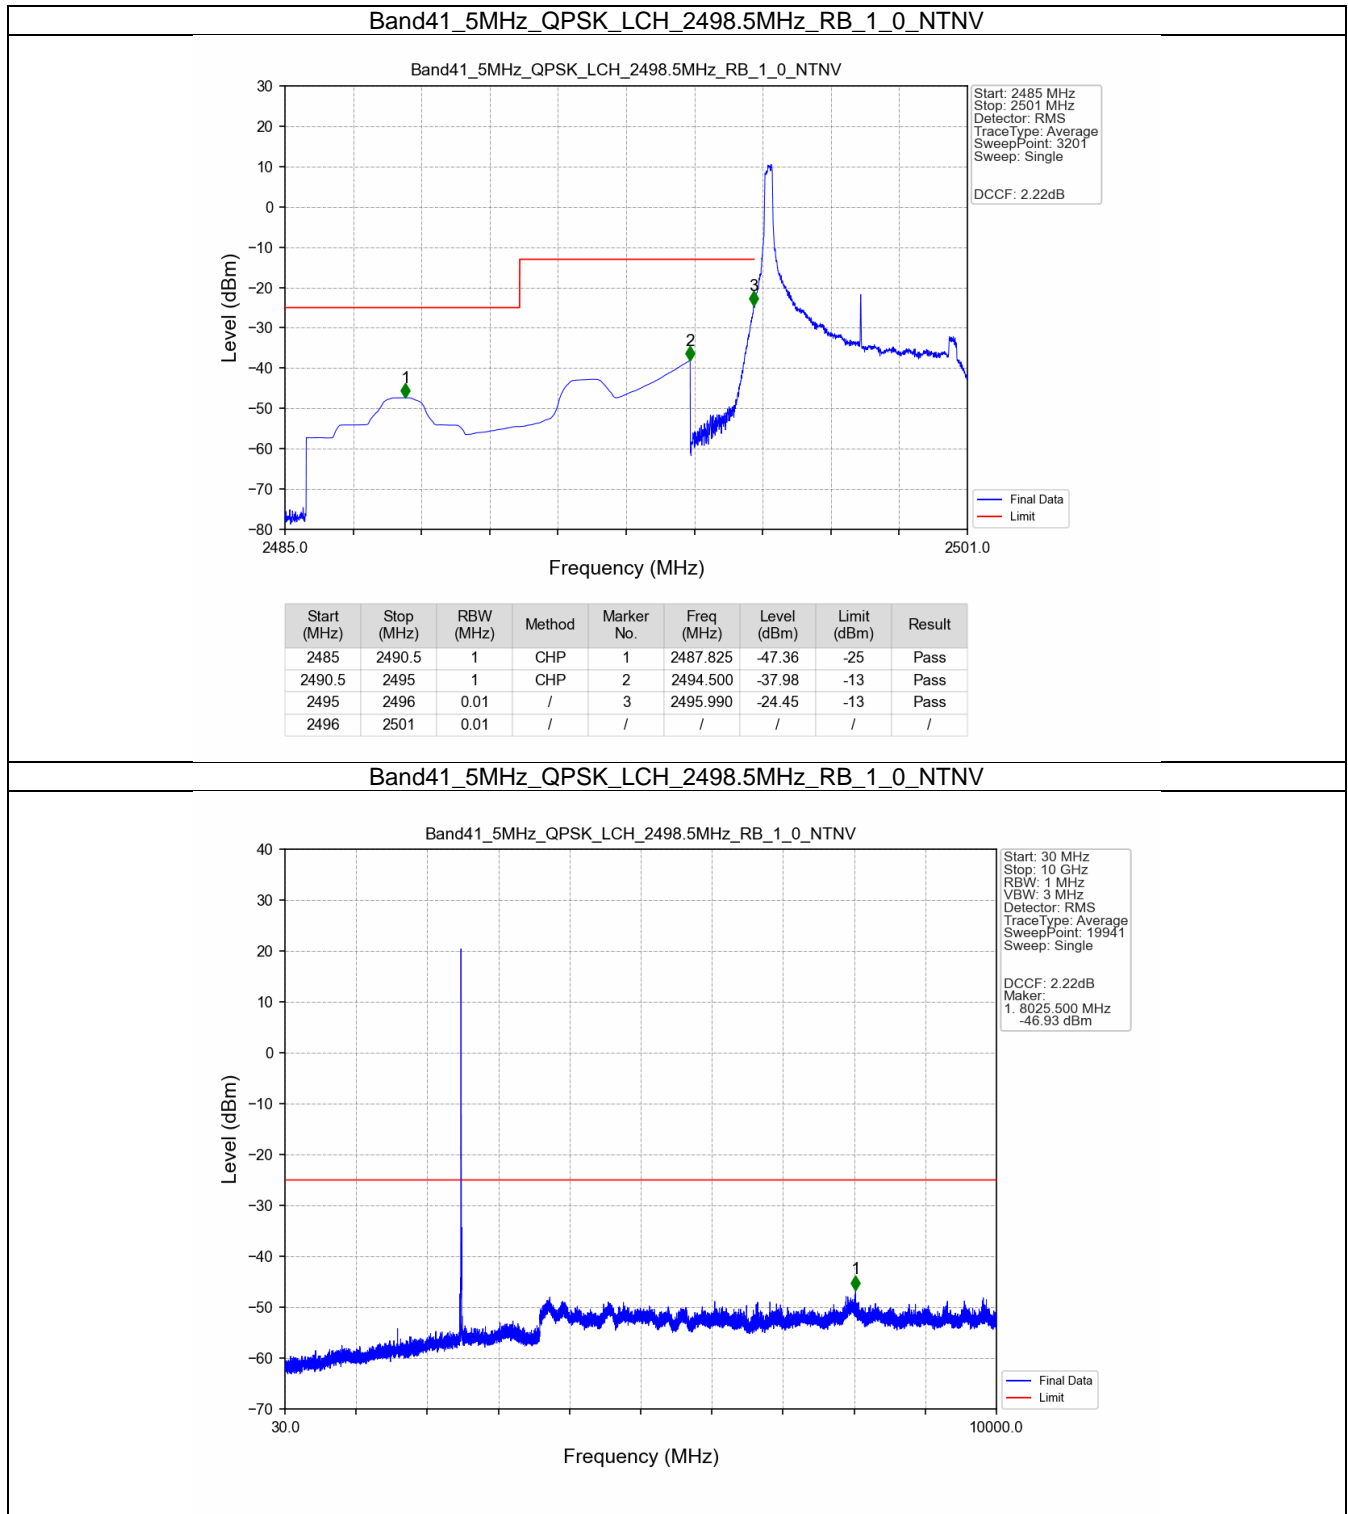 Band41_5MHz_QPSK_LCH_2498.5MHz_RB_1_0_NTNV
Band41_5MHz_QPSK_LCH_2498.5MHz_RB_1_0_NTNV
30
20
10
0
−10
−20
−30
−40
−50
−60
−70
−80
Level (dBm)
1
2
3
2485.0
2501.0
Frequency (MHz)
Start: 2485 MHz
Stop: 2501 MHz
Detector: RMS
TraceType: Average
SweepPoint: 3201
Sweep: Single
DCCF: 2.22dB
Final Data
Limit
Start (MHz) Stop (MHz) RBW (MHz) Method Marker No. Freq (MHz) Level (dBm) Limit (dBm) Result
2485 2490.5 1 CHP 1 2487.825 -47.36 -25 Pass
2490.5 2495 1 CHP 2 2494.500 -37.98 -13 Pass
2495 2496 0.01 / 3 2495.990 -24.45 -13 Pass
2496 2501 0.01 / / / / / /
Band41_5MHz_QPSK_LCH_2498.5MHz_RB_1_0_NTNV
Band41_5MHz_QPSK_LCH_2498.5MHz_RB_1_0_NTNV
40
30
20
10
0
−10
−20
−30
−40
−50
−60
−70
Level (dBm)
1
30.0
10000.0
Frequency (MHz)
Start: 30 MHz
Stop: 10 GHz
RBW: 1 MHz
VBW: 3 MHz
Detector: RMS
TraceType: Average
SweepPoint: 19941
Sweep: Single
DCCF: 2.22dB
Maker:
1. 8025.500 MHz
-46.93 dBm
Final Data
Limit